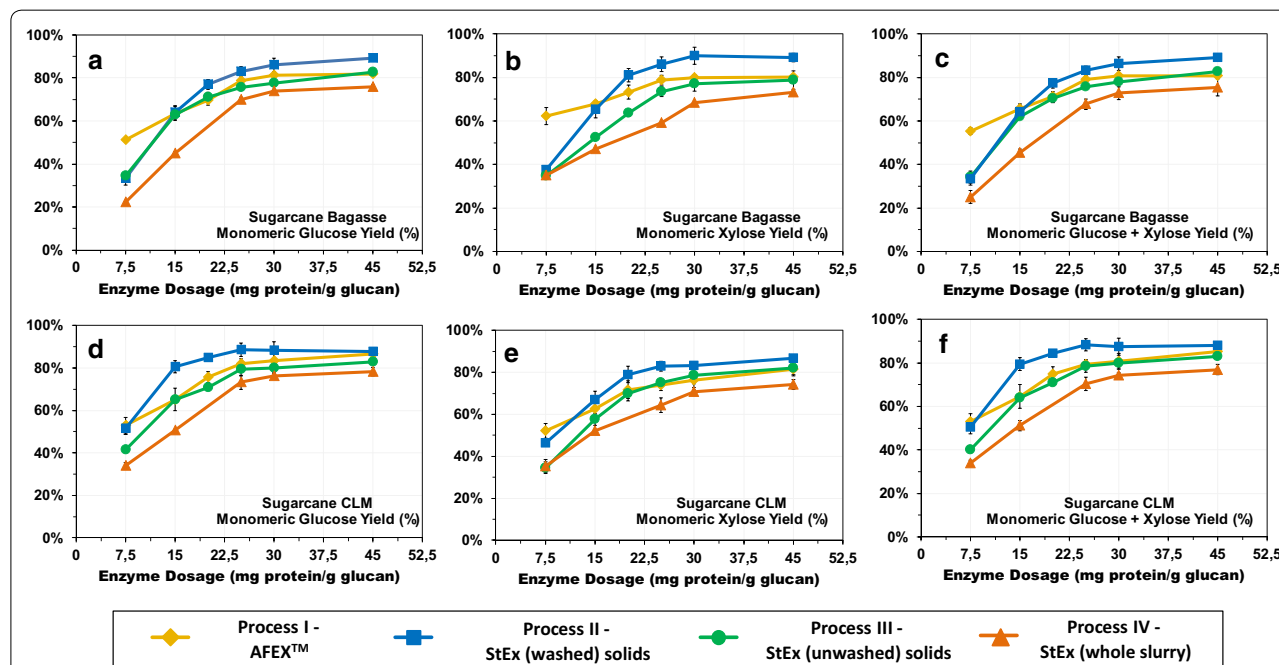 a
100%
80%
60%
40%
20%
0%
Sugarcane Bagasse
Monomeric Glucose Yield (%)
0 7,5 15 22,5 30 37,5 45 52,5
Enzyme Dosage (mg protein/g glucan)
b
100%
80%
60%
40%
20%
0%
Sugarcane Bagasse
Monomeric Xylose Yield (%)
0 7,5 15 22,5 30 37,5 45 52,5
Enzyme Dosage (mg protein/g glucan)
c
100%
80%
60%
40%
20%
0%
Sugarcane Bagasse
Monomeric Glucose + Xylose Yield (%)
0 7,5 15 22,5 30 37,5 45 52,5
Enzyme Dosage (mg protein/g glucan)
d
100%
80%
60%
40%
20%
0%
Sugarcane CLM
Monomeric Glucose Yield (%)
0 7,5 15 22,5 30 37,5 45 52,5
Enzyme Dosage (mg protein/g glucan)
e
100%
80%
60%
40%
20%
0%
Sugarcane CLM
Monomeric Xylose Yield (%)
0 7,5 15 22,5 30 37,5 45 52,5
Enzyme Dosage (mg protein/g glucan)
f
100%
80%
60%
40%
20%
0%
Sugarcane CLM
Monomeric Glucose + Xylose Yield (%)
0 7,5 15 22,5 30 37,5 45 52,5
Enzyme Dosage (mg protein/g glucan)
Process I -
AFEX™
Process II -
StEx (washed) solids
Process III -
StEx (unwashed) solids
Process IV -
StEx (whole slurry)